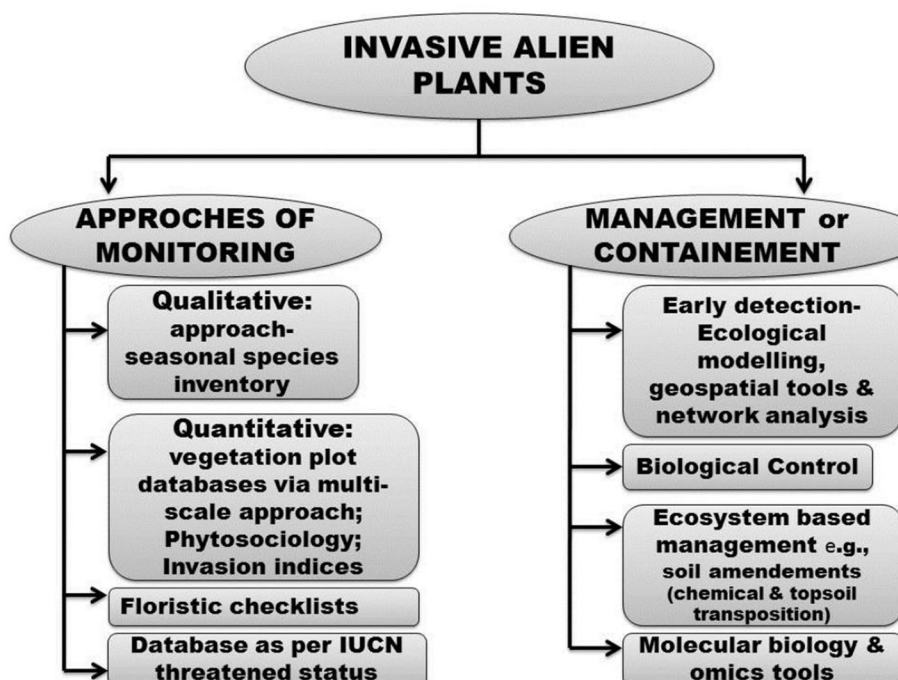 INVASIVE ALIEN
PLANTS
APPROCHES OF
MONITORING
Qualitative:
approach-
seasonal species
inventory
Quantitative:
vegetation plot
databases via multi-
scale approach;
Phytosociology;
Invasion indices
Floristic checklists
Database as per IUCN
threatened status
MANAGEMENT or
CONTAINEMENT
Early detection-
Ecological
modelling,
geospatial tools &
network analysis
Biological Control
Ecosystem based
management e.g.,
soil amendements
(chemical & topsoil
transposition)
Molecular biology &
omics tools